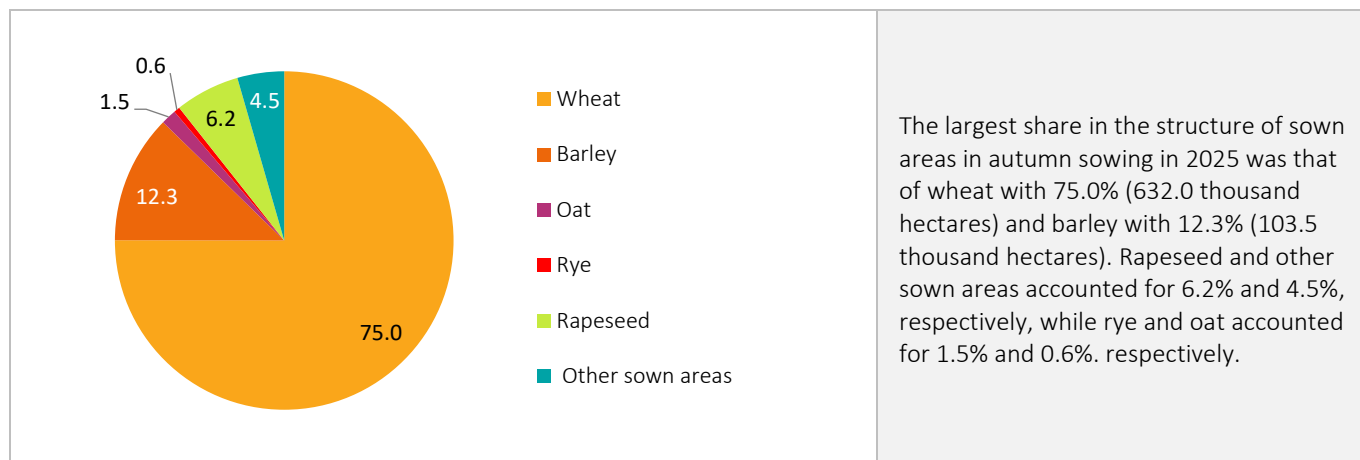 0.6
1.5
6.2
4.5
12.3
75.0
Wheat
Barley
Oat
Rye
Rapeseed
Other sown areas
The largest share in the structure of sown
areas in autumn sowing in 2025 was that
of wheat with 75.0% (632.0 thousand
hectares) and barley with 12.3% (103.5
thousand hectares). Rapeseed and other
sown areas accounted for 6.2% and 4.5%,
respectively, while rye and oat accounted
for 1.5% and 0.6%. respectively.